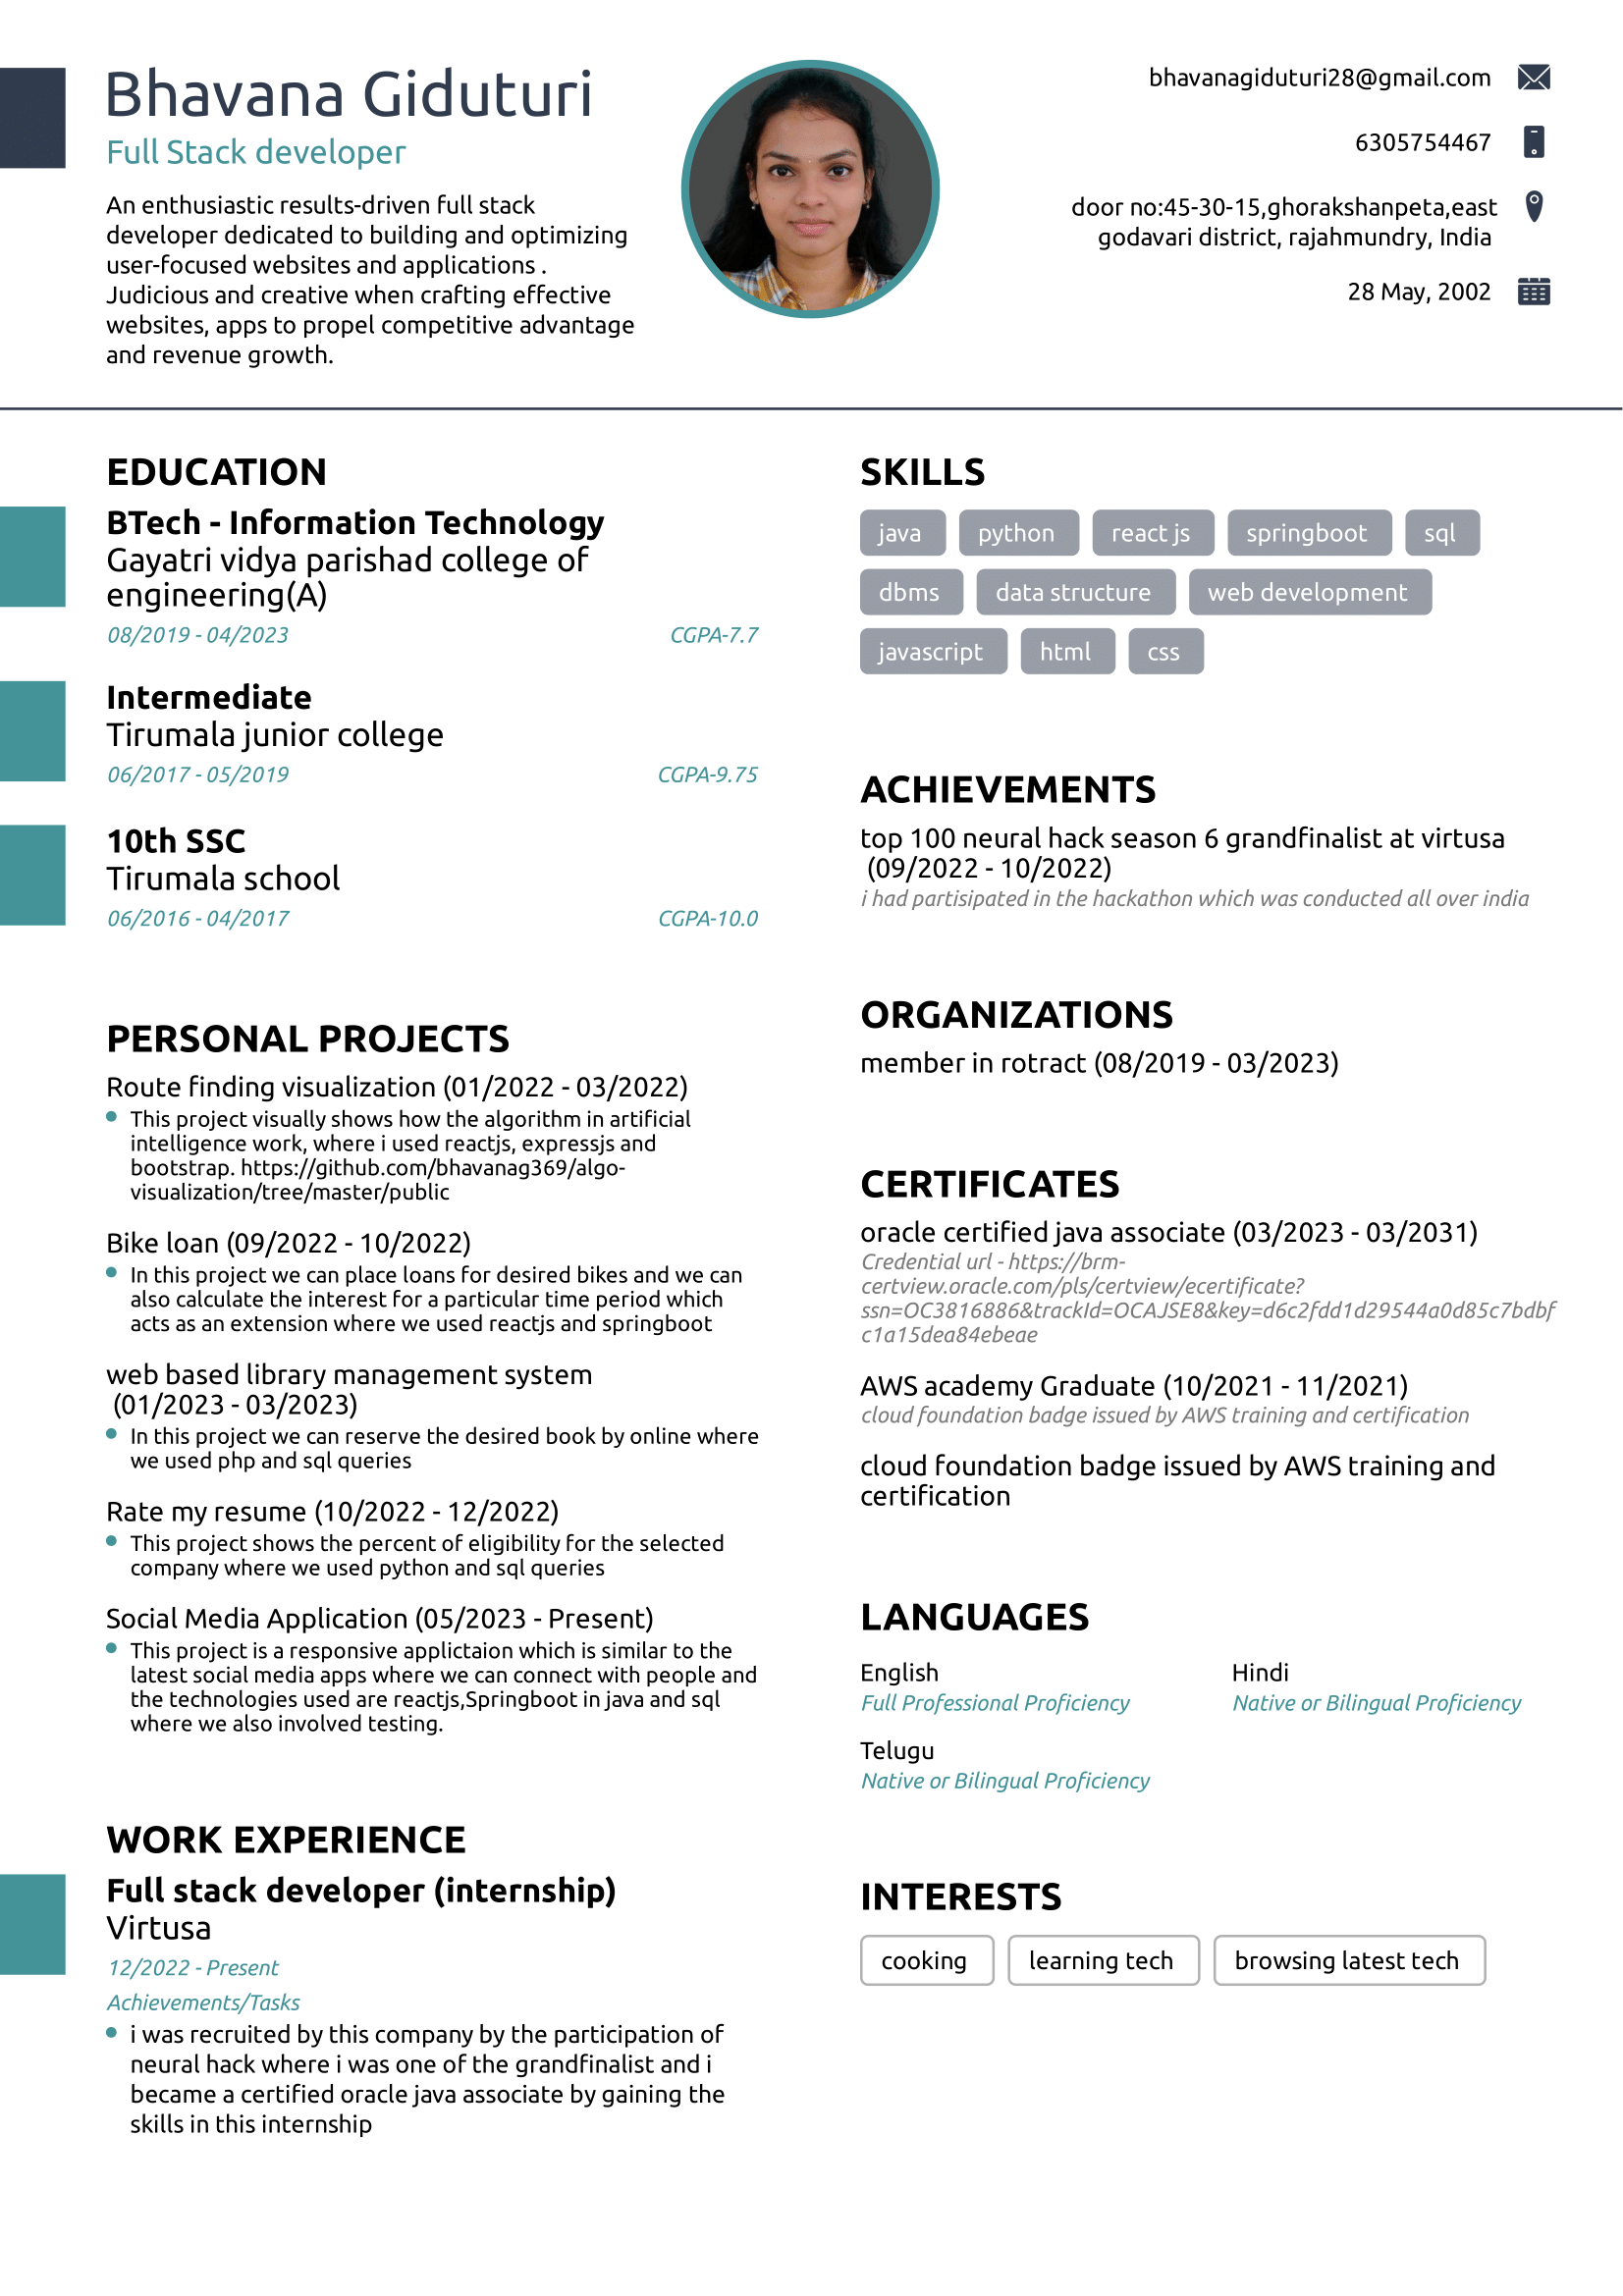 Bhavana Giduturi
Full Stack developer
An enthusiastic results-driven full stack
developer dedicated to building and optimizing
user-focused websites and applications .
Judicious and creative when crafting effective
websites, apps to propel competitive advantage
and revenue growth.
bhavanagiduturi28@gmail.com
6305754467
door no:45-30-15,ghorakshanpeta,east
godavari district, rajahmundry, India
28 May, 2002
EDUCATION
BTech - Information Technology
Gayatri vidya parishad college of
engineering(A)
08/2019 - 04/2023 CGPA-7.7
Intermediate
Tirumala junior college
06/2017 - 05/2019 CGPA-9.75
10th SSC
Tirumala school
06/2016 - 04/2017 CGPA-10.0
PERSONAL PROJECTS
Route finding visualization (01/2022 - 03/2022)
This project visually shows how the algorithm in artificial
intelligence work, where i used reactjs, expressjs and
bootstrap. https://github.com/bhavanag369/algo-
visualization/tree/master/public
Bike loan (09/2022 - 10/2022)
In this project we can place loans for desired bikes and we can
also calculate the interest for a particular time period which
acts as an extension where we used reactjs and springboot
web based library management system
(01/2023 - 03/2023)
In this project we can reserve the desired book by online where
we used php and sql queries
Rate my resume (10/2022 - 12/2022)
This project shows the percent of eligibility for the selected
company where we used python and sql queries
Social Media Application (05/2023 - Present)
This project is a responsive applictaion which is similar to the
latest social media apps where we can connect with people and
the technologies used are reactjs,Springboot in java and sql
where we also involved testing.
WORK EXPERIENCE
Full stack developer (internship)
Virtusa
12/2022 - Present
Achievements/Tasks
i was recruited by this company by the participation of
neural hack where i was one of the grandfinalist and i
became a certified oracle java associate by gaining the
skills in this internship
SKILLS
java python react js springboot sql
dbms data structure web development
javascript html css
ACHIEVEMENTS
top 100 neural hack season 6 grandfinalist at virtusa
(09/2022 - 10/2022)
i had partisipated in the hackathon which was conducted all over india
ORGANIZATIONS
member in rotract (08/2019 - 03/2023)
CERTIFICATES
oracle certified java associate (03/2023 - 03/2031)
Credential url - https://brm-
certview.oracle.com/pls/certview/ecertificate?
ssn=OC3816886&trackId=OCAJSE8&key=d6c2fdd1d29544a0d85c7bdbf
c1a15dea84ebeae
AWS academy Graduate (10/2021 - 11/2021)
cloud foundation badge issued by AWS training and certification
cloud foundation badge issued by AWS training and
certification
LANGUAGES
English Hindi
Full Professional Proficiency Native or Bilingual Proficiency
Telugu
Native or Bilingual Proficiency
INTERESTS
cooking learning tech browsing latest tech